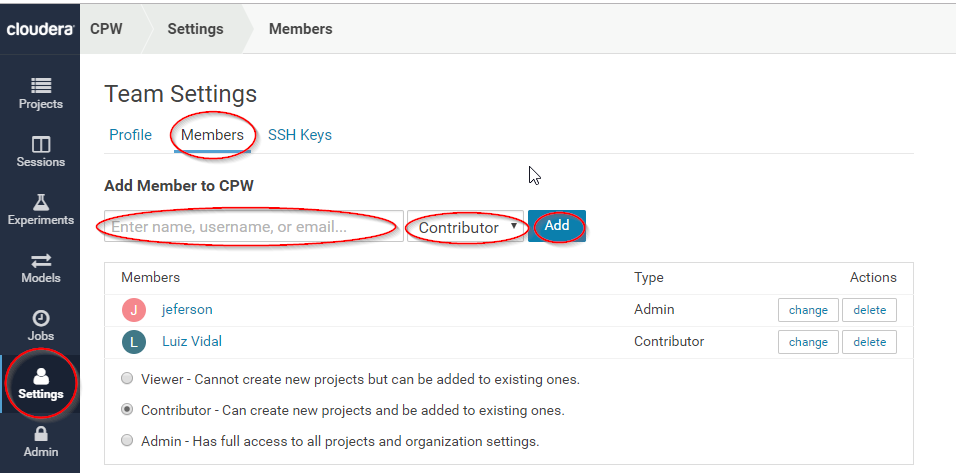 cloudera CPW Settings Members
Projects
Sessions
Experiments
Models
Jobs
Settings
Admin
Team Settings
Profile Members SSH Keys
Add Member to CPW
Enter name, username, or email... Contributor Add
Members Type Actions
J jeferson Admin change delete
L Luiz Vidal Contributor change delete
Viewer - Cannot create new projects but can be added to existing ones.
Contributor - Can create new projects and be added to existing ones.
Admin - Has full access to all projects and organization settings.